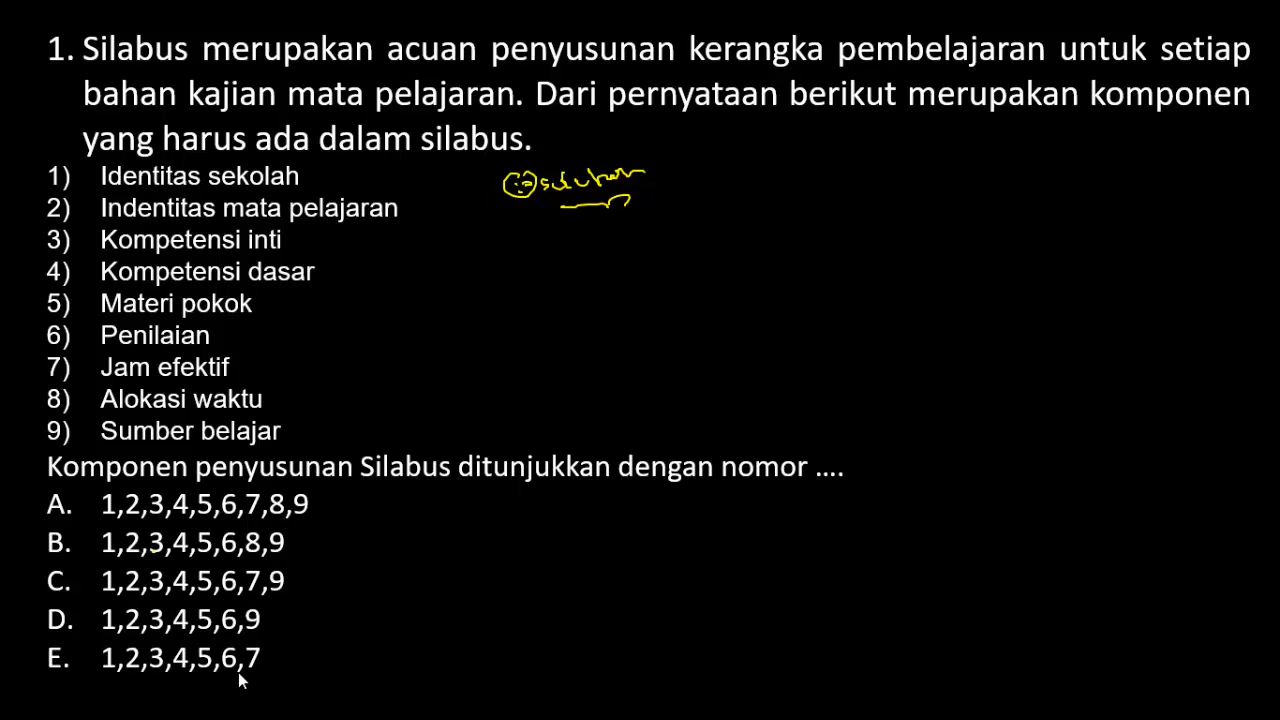 1. Silabus merupakan acuan penyusunan kerangka pembelajaran untuk setiap
bahan kajian mata pelajaran. Dari pernyataan berikut merupakan komponen
yang harus ada dalam silabus.
1) Identitas sekolah
2) Indentitas mata pelajaran
3) Kompetensi inti
4) Kompetensi dasar
5) Materi pokok
6) Penilaian
7) Jam efektif
8) Alokasi waktu
9) Sumber belajar
Komponen penyusunan Silabus ditunjukkan dengan nomor ....
A. 1,2,3,4,5,6,7,8,9
B. 1,2,3,4,5,6,8,9
C. 1,2,3,4,5,6,7,9
D. 1,2,3,4,5,6,9
E. 1,2,3,4,5,6,7